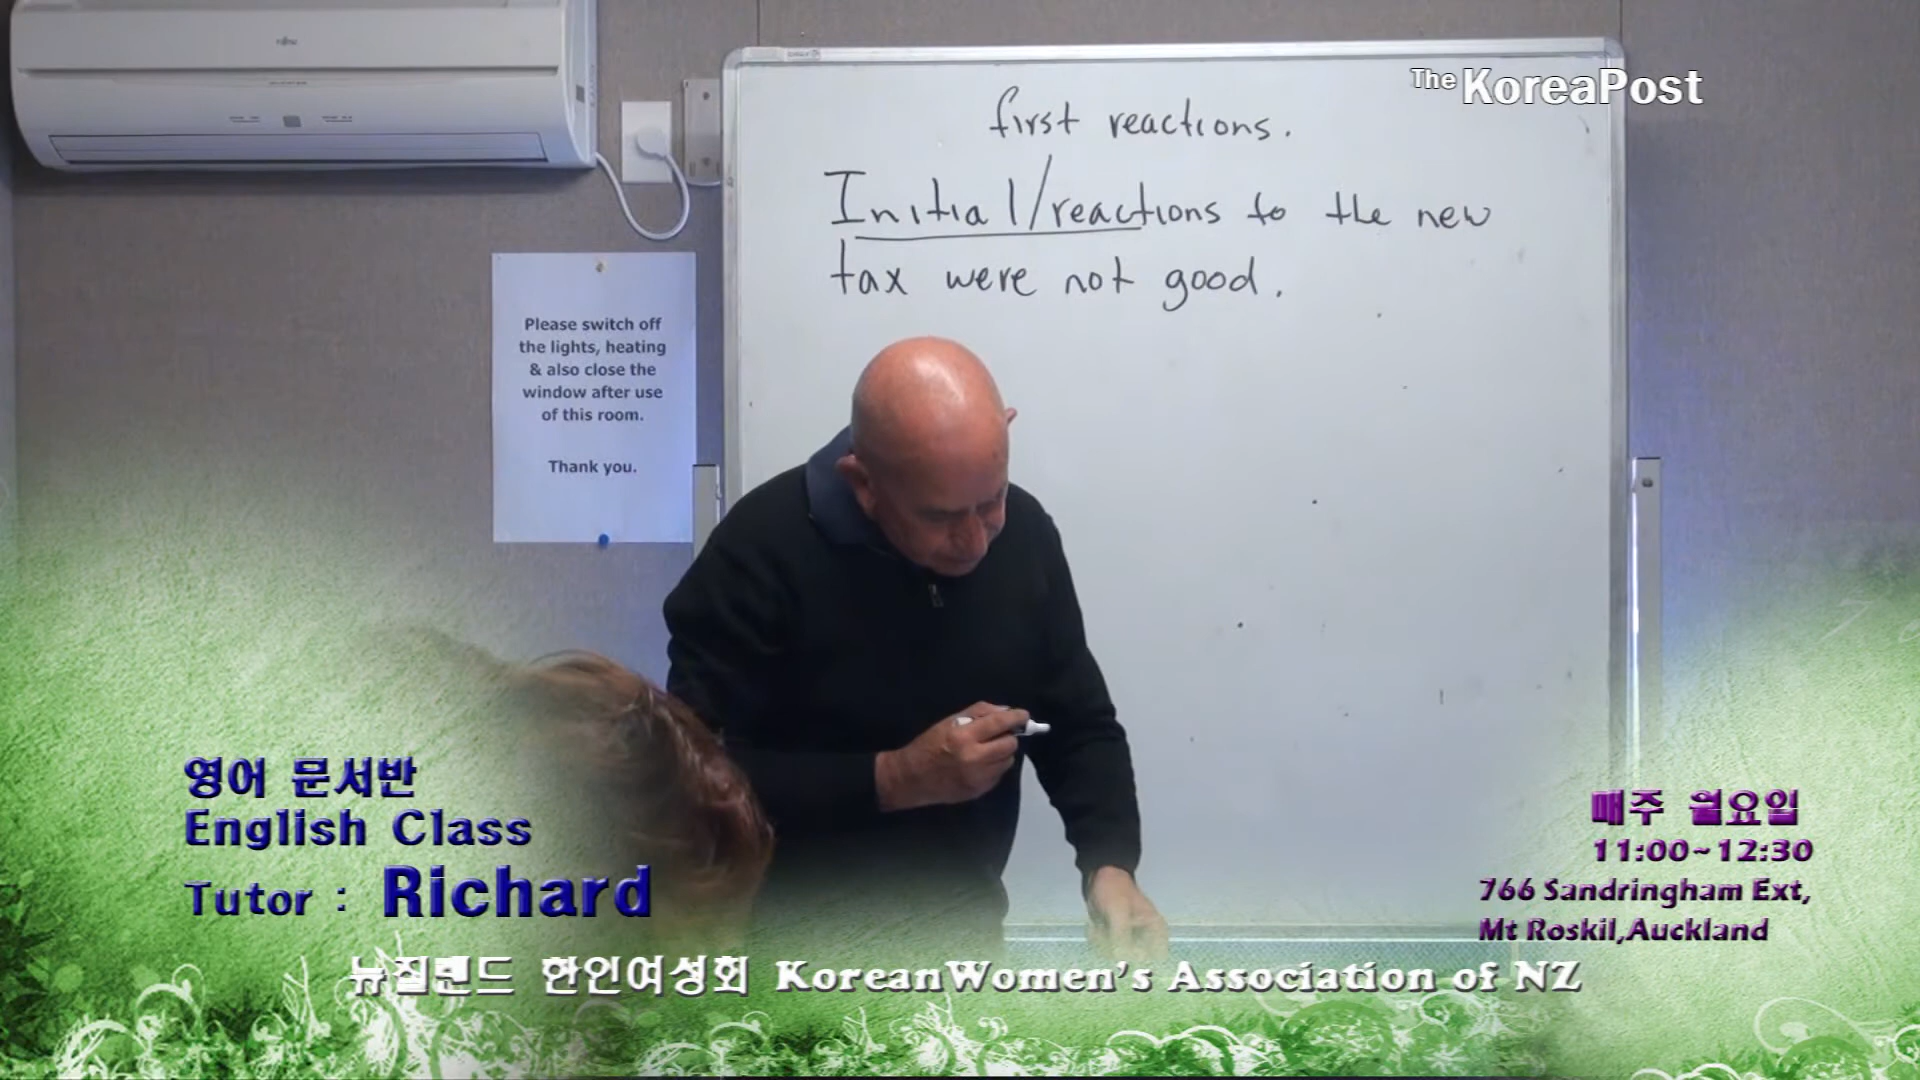 The KoreaPost
first reactions.
Initial/reactions to the new
tax were not good.
Please switch off
the lights, heating
& also close the
window after use
of this room.
Thank you.
영어 문서반
English Class
Tutor : Richard
매주 월요일
11:00~12:30
766 Sandringham Ext,
Mt Roskil,Auckland
뉴질랜드 한인여성회 KoreanWomen's Association of NZ